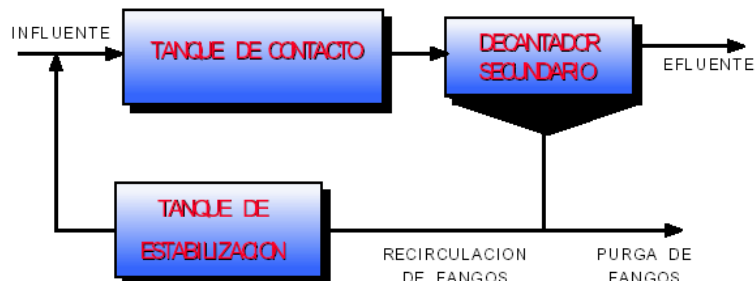 INFLUENTE
TANQUE DE CONTACTO
DECANTADOR
SECUNDARIO
EFLUENTE
TANQUE DE
ESTABILIZACION
RECIRCULACION
DE FANGOS
PURGA DE
FANGOS